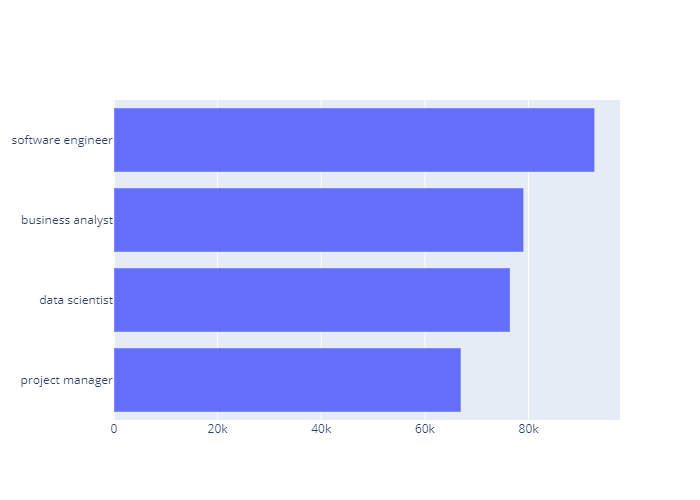 software engineer
business analyst
data scientist
project manager
0 20k 40k 60k 80k